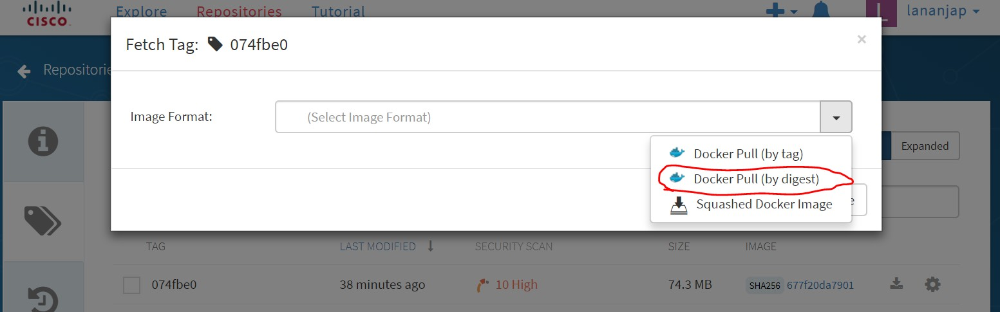 CISCO
Explore Repositories Tutorial
L lananjap
Fetch Tag: 074fbe0
×
Repositorie
Image Format:
(Select Image Format)
Docker Pull (by tag)
Docker Pull (by digest)
Squashed Docker Image
Expanded
e
TAG LAST MODIFIED SECURITY SCAN SIZE IMAGE
074fbe0 38 minutes ago 10 High 74.3 MB SHA256 677f20da7901